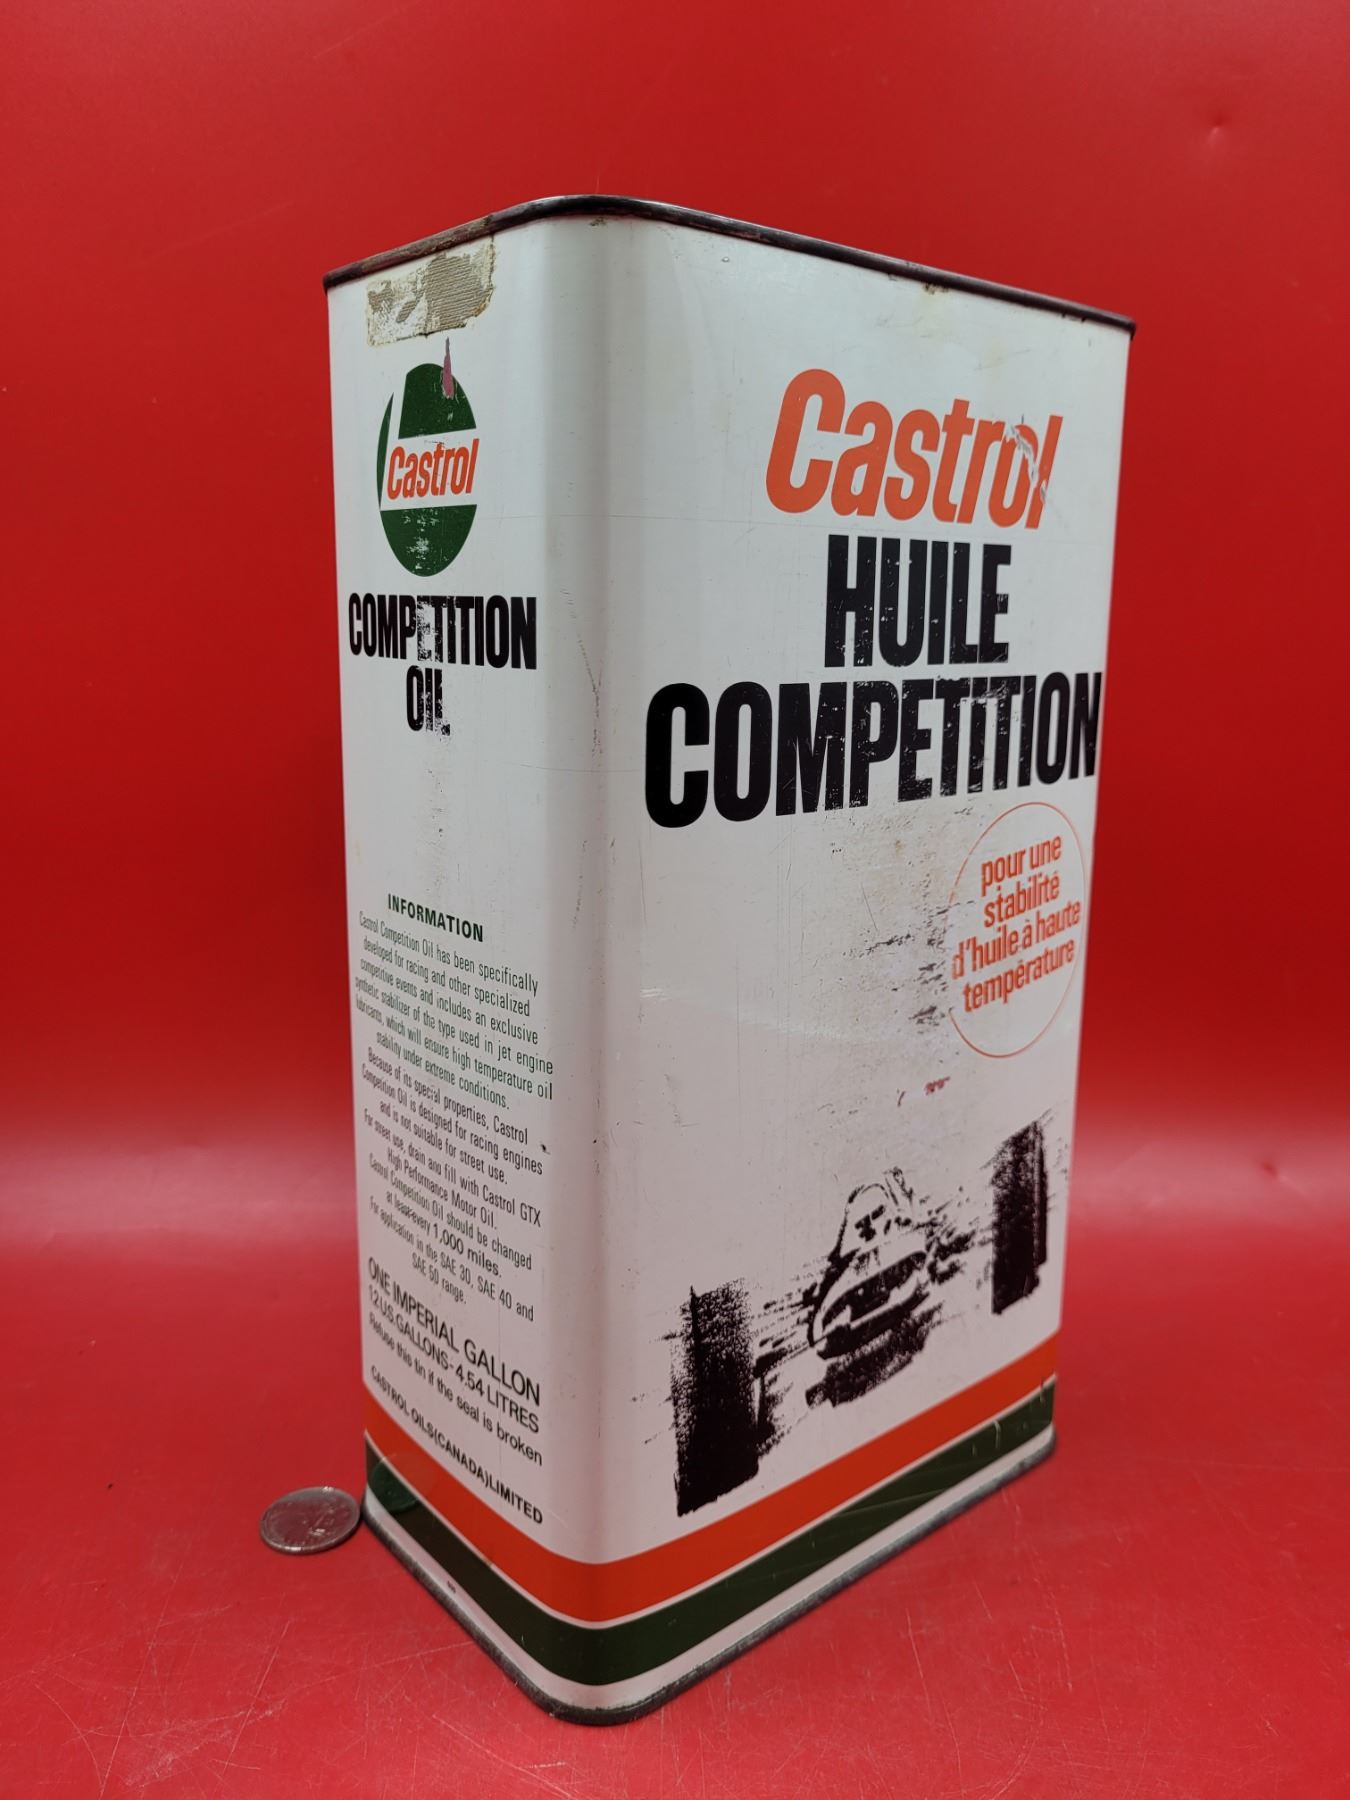 Castrol
COMPETITION
OIL
INFORMATION
Castrol Competition Oil has been specifically
developed for racing and other specialized
competitive events and includes an exclusive
synthetic stabilizer of the type used in jet engine
lubricants, which will ensure high temperature oil
stability under extreme conditions.
Because of its special properties, Castrol
Competition Oil is designed for racing engines
and is not suitable for street use.
For street use, drain and fill with Castrol GTX
High Performance Motor Oil.
Castrol Competition Oil should be changed
at least every 1,000 miles.
For application in the SAE 30, SAE 40 and
SAE 50 range.
ONE IMPERIAL GALLON
1.2 U.S. GALLONS-4.54 LITRES
Refuse this tin if the seal is broken
CASTROL OILS (CANADA) LIMITED
Castrol
HUILE
COMPETITION
pour une
stabilité
d'huile à haute
température